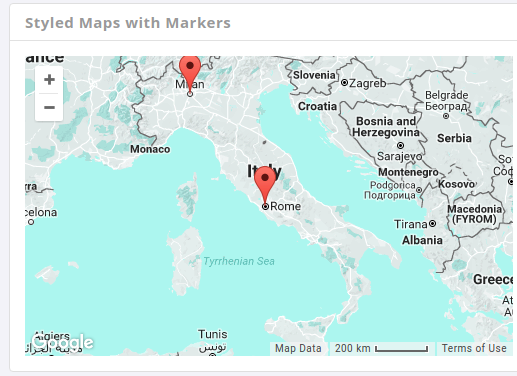 Styled Maps with Markers
ance
Milan
Slovenia
Zagreb
Croatia
Belgrade
Београд
Bosnia and
Herzegovina
Serbia
Monaco
Sarajevo
Italy
Montenegro
Kosovo
Podgorica
Подгорица
Rome
celona
Macedonia
(FYROM)
Tirana
Albania
Tyrrhenian Sea
Greece
Tunis
تونس
Algiers
Google
Map Data
200 km
Terms of Use